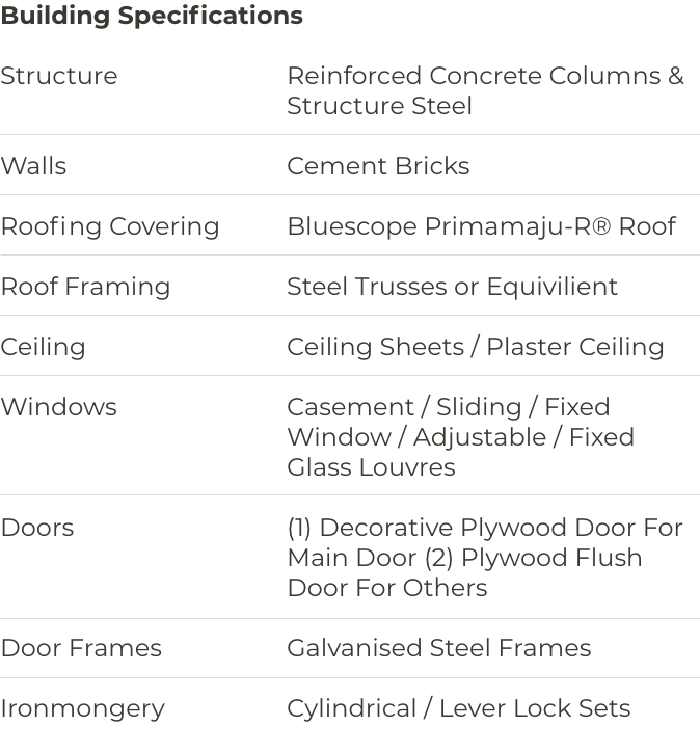 Building Specifications
Structure
Reinforced Concrete Columns &
Structure Steel
Walls
Cement Bricks
Roofing Covering
Bluescope Primamaju-R® Roof
Roof Framing
Steel Trusses or Equivilient
Ceiling
Ceiling Sheets / Plaster Ceiling
Windows
Casement / Sliding / Fixed
Window / Adjustable / Fixed
Glass Louvres
Doors
(1) Decorative Plywood Door For
Main Door (2) Plywood Flush
Door For Others
Door Frames
Galvanised Steel Frames
Ironmongery
Cylindrical / Lever Lock Sets